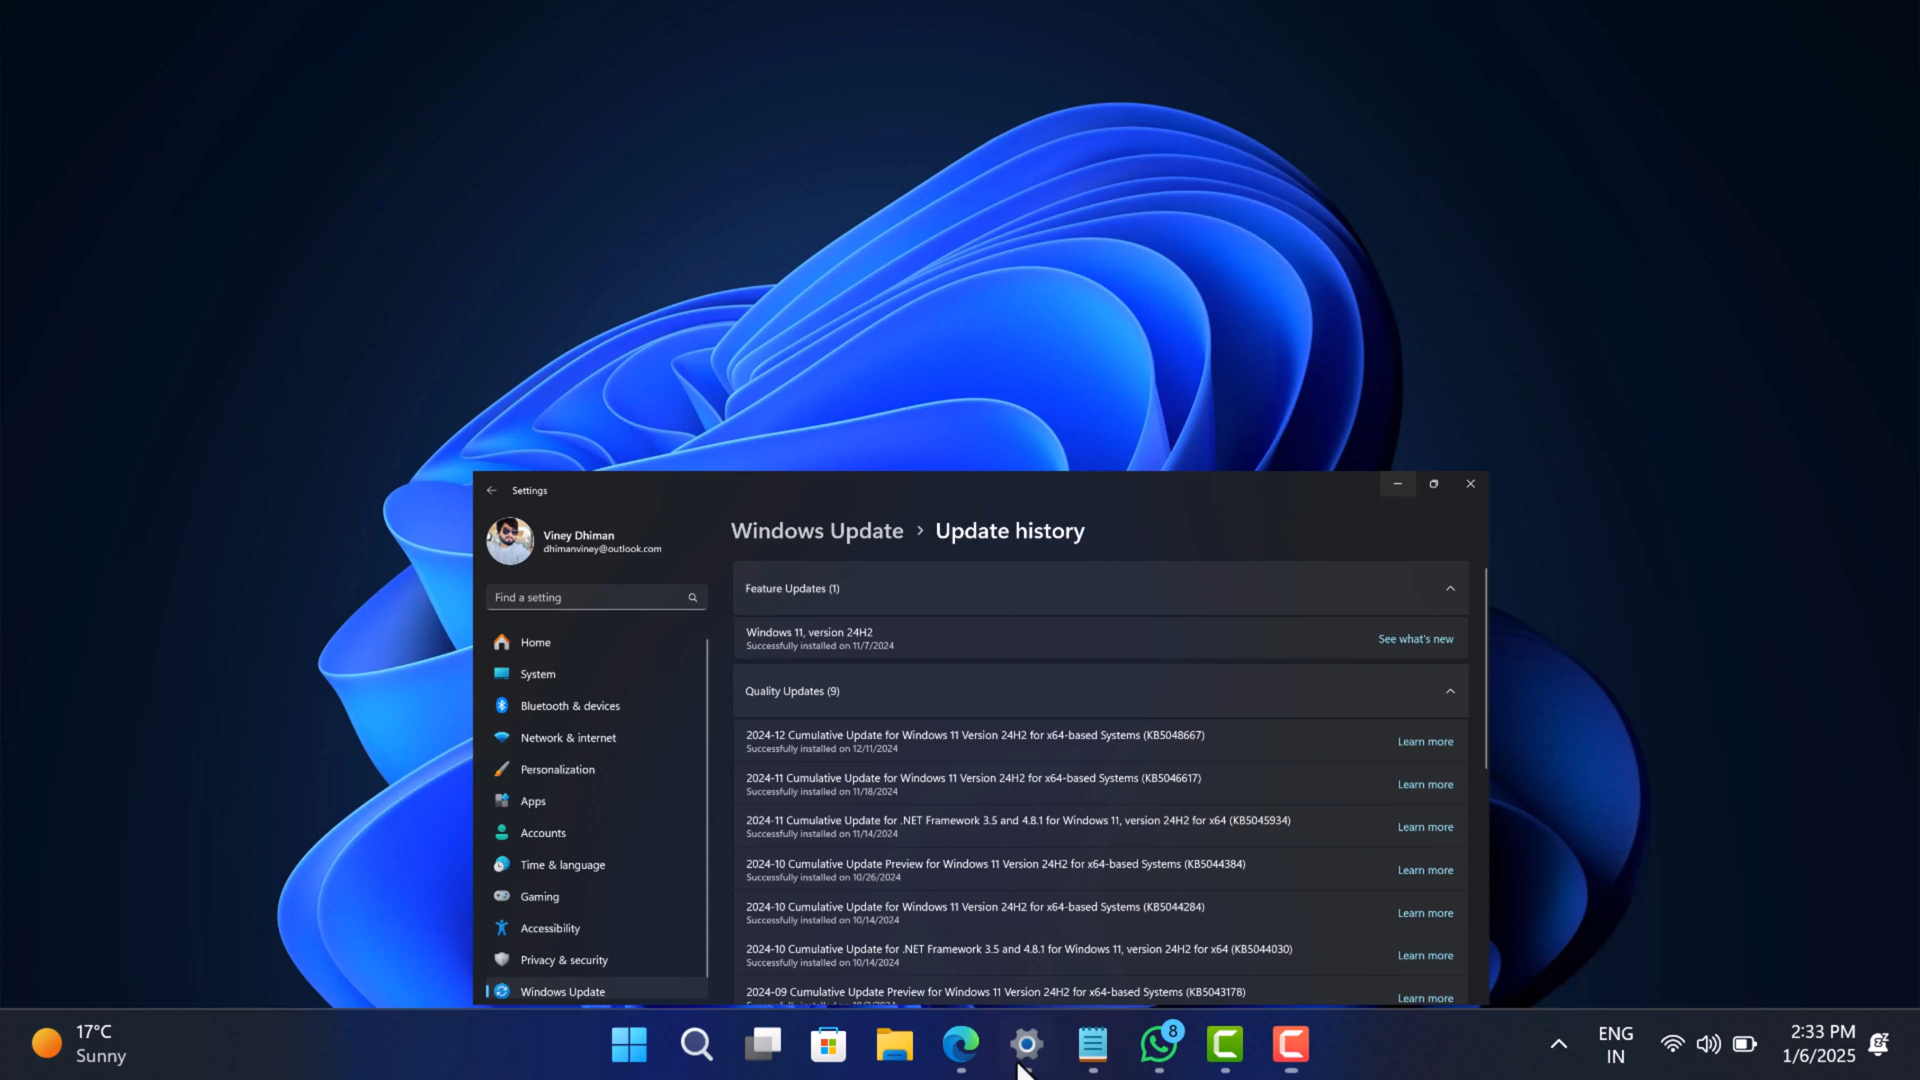 Settings
Viney Dhiman
dhimanviney@outlook.com
Find a setting
Home
System
Bluetooth & devices
Network & internet
Personalization
Apps
Accounts
Time & language
Gaming
Accessibility
Privacy & security
Windows Update
Windows Update > Update history
Feature Updates (1)
Windows 11, version 24H2
Successfully installed on 11/7/2024
See what's new
Quality Updates (9)
2024-12 Cumulative Update for Windows 11 Version 24H2 for x64-based Systems (KB5048667)
Successfully installed on 12/11/2024
Learn more
2024-11 Cumulative Update for Windows 11 Version 24H2 for x64-based Systems (KB5046617)
Successfully installed on 11/18/2024
Learn more
2024-11 Cumulative Update for .NET Framework 3.5 and 4.8.1 for Windows 11, version 24H2 for x64 (KB5045934)
Successfully installed on 11/14/2024
Learn more
2024-10 Cumulative Update Preview for Windows 11 Version 24H2 for x64-based Systems (KB5044384)
Successfully installed on 10/26/2024
Learn more
2024-10 Cumulative Update for Windows 11 Version 24H2 for x64-based Systems (KB5044284)
Successfully installed on 10/14/2024
Learn more
2024-10 Cumulative Update for .NET Framework 3.5 and 4.8.1 for Windows 11, version 24H2 for x64 (KB5044030)
Successfully installed on 10/14/2024
Learn more
2024-09 Cumulative Update Preview for Windows 11 Version 24H2 for x64-based Systems (KB5043178)
Learn more
17°C
Sunny
8
ENG
IN
2:33 PM
1/6/2025